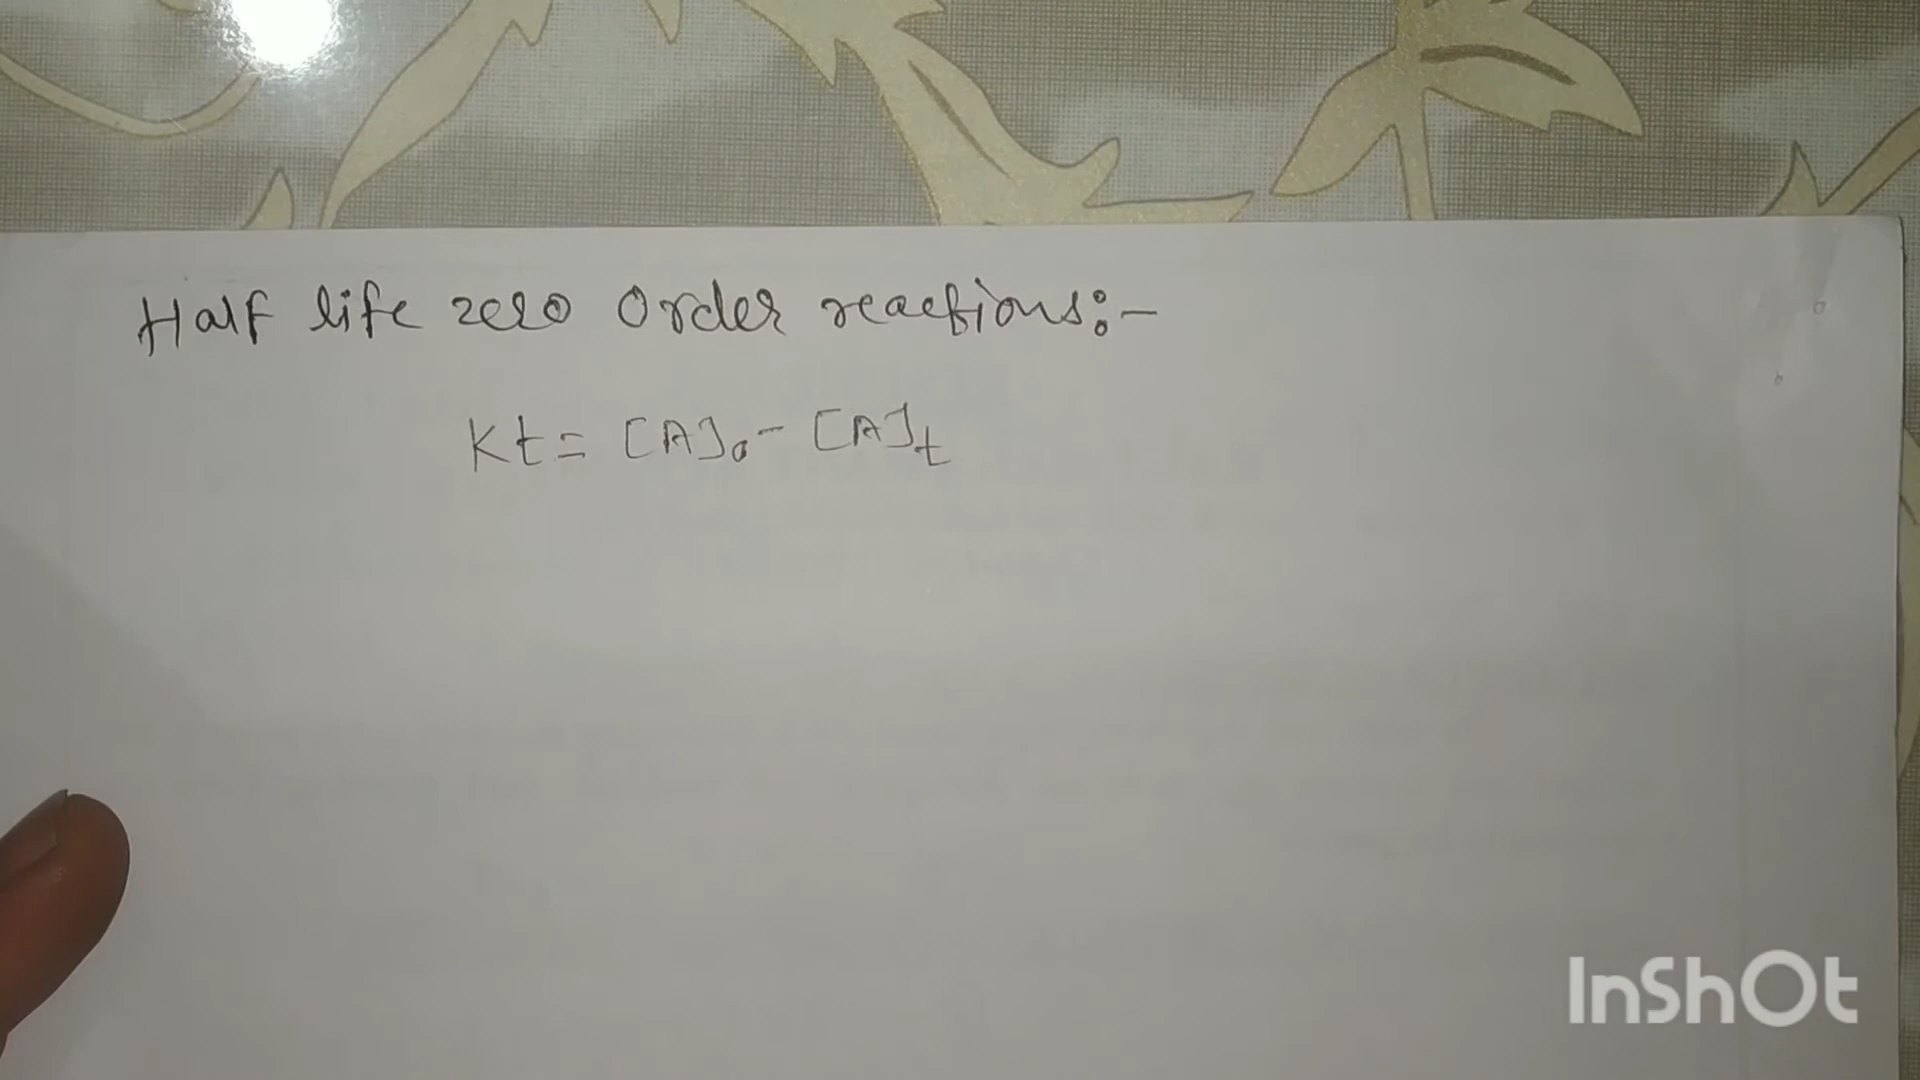 Half life zero Order reactions:-
Kt = [A]₀ - [A]t
InShOt